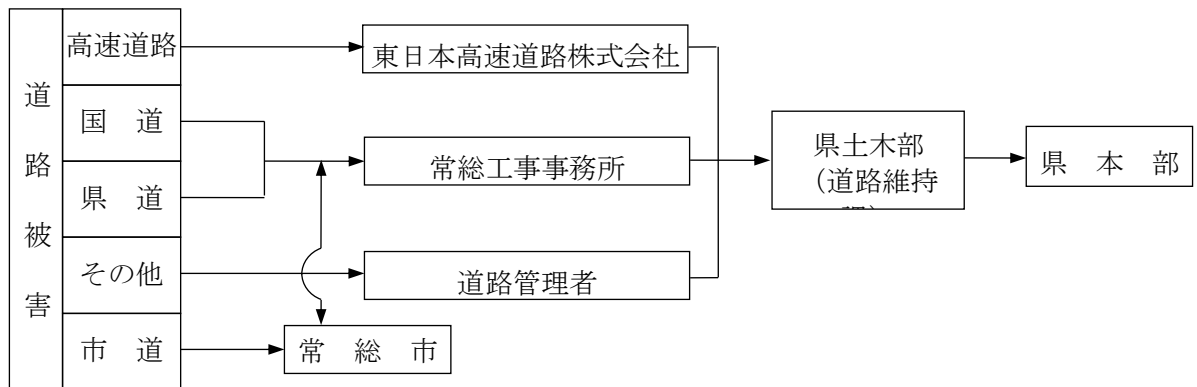 道路被害
高速道路
国道
県道
その他
市道
東日本高速道路株式会社
常総工事事務所
道路管理者
常総市
県土木部
（道路維持
県本部